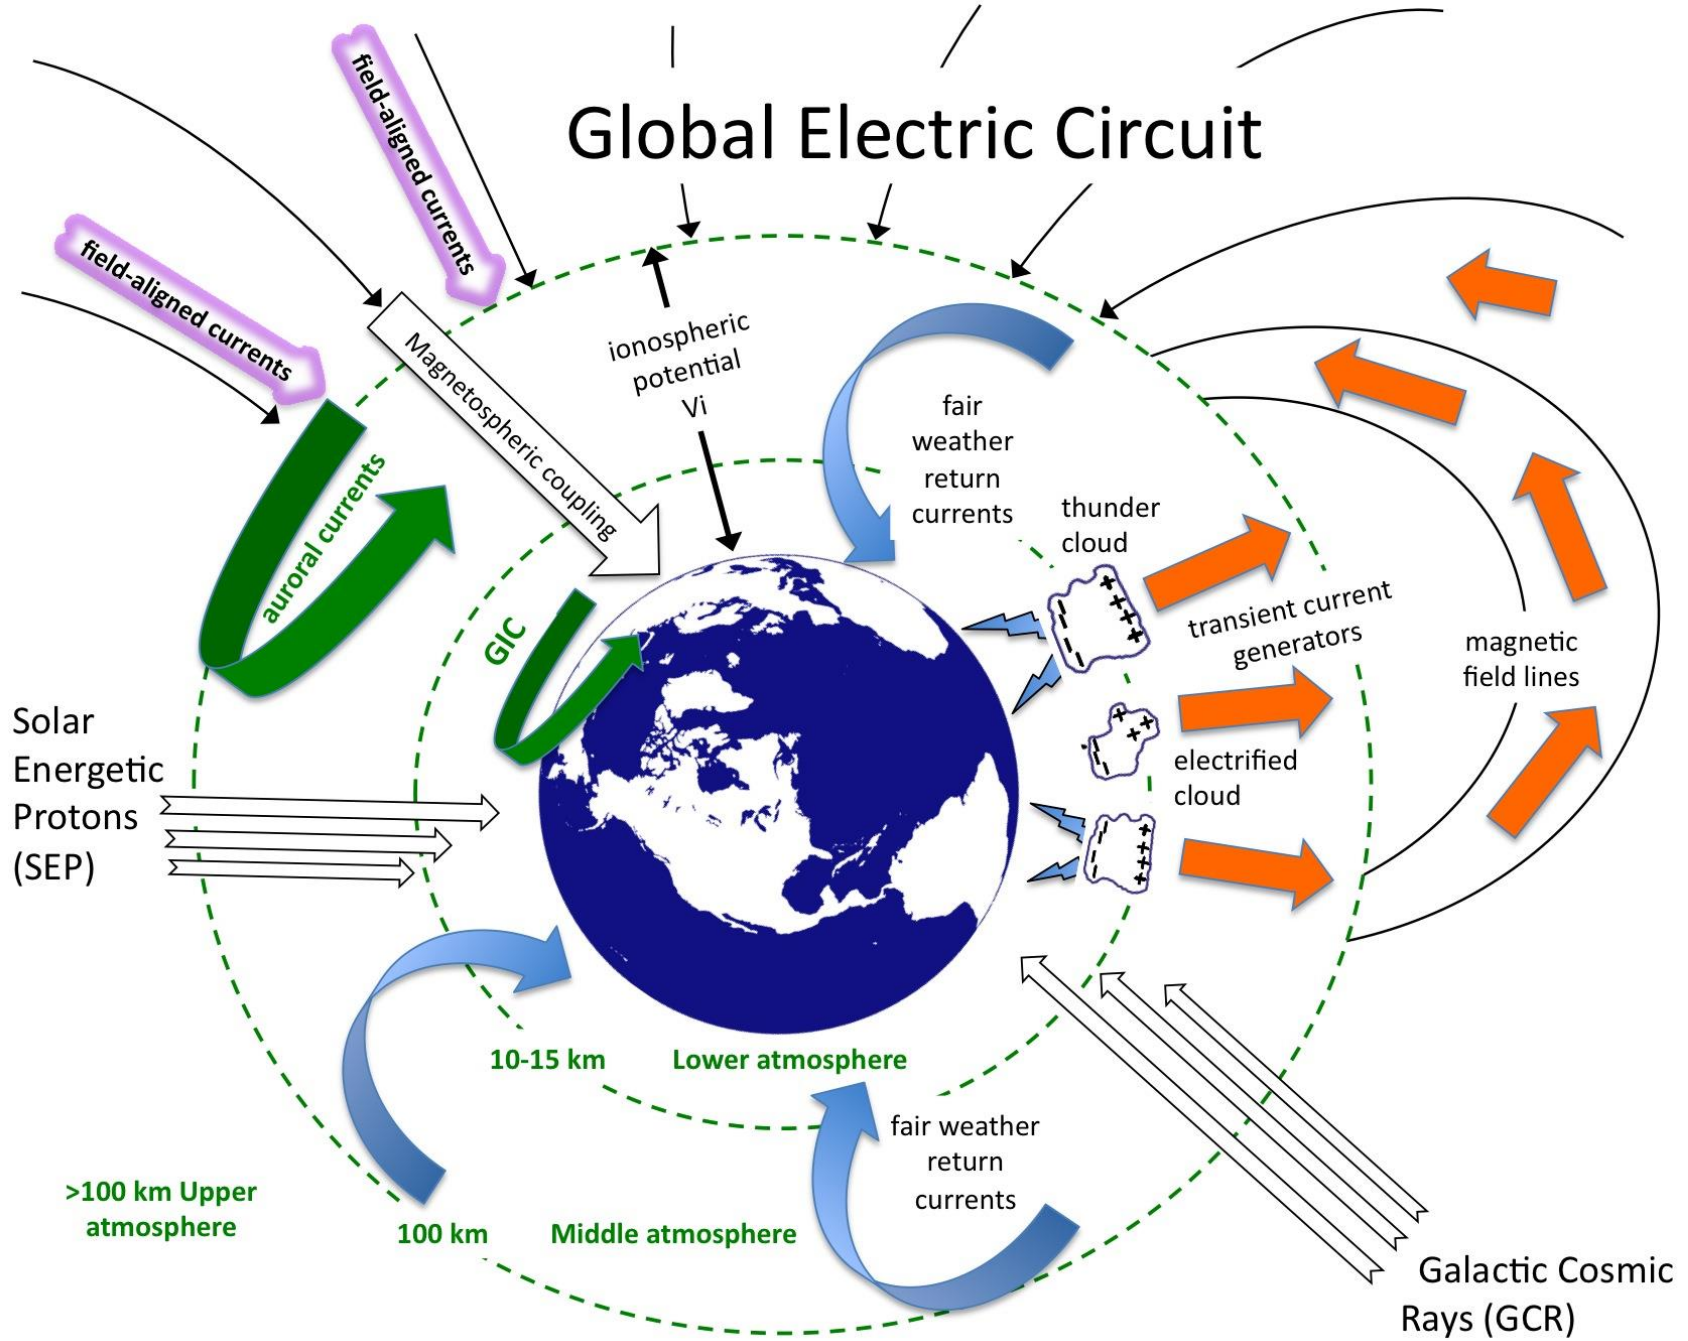 Global Electric Circuit
field-aligned currents
field-aligned currents
Magnetospheric coupling
ionospheric
potential
Vi
fair
weather
return
currents
thunder
cloud
auroral currents
GIC
transient current
generators
magnetic
field lines
electrified
cloud
Solar
Energetic
Protons
(SEP)
10-15 km
Lower atmosphere
fair weather
return
currents
>100 km Upper
atmosphere
100 km
Middle atmosphere
Galactic Cosmic
Rays (GCR)